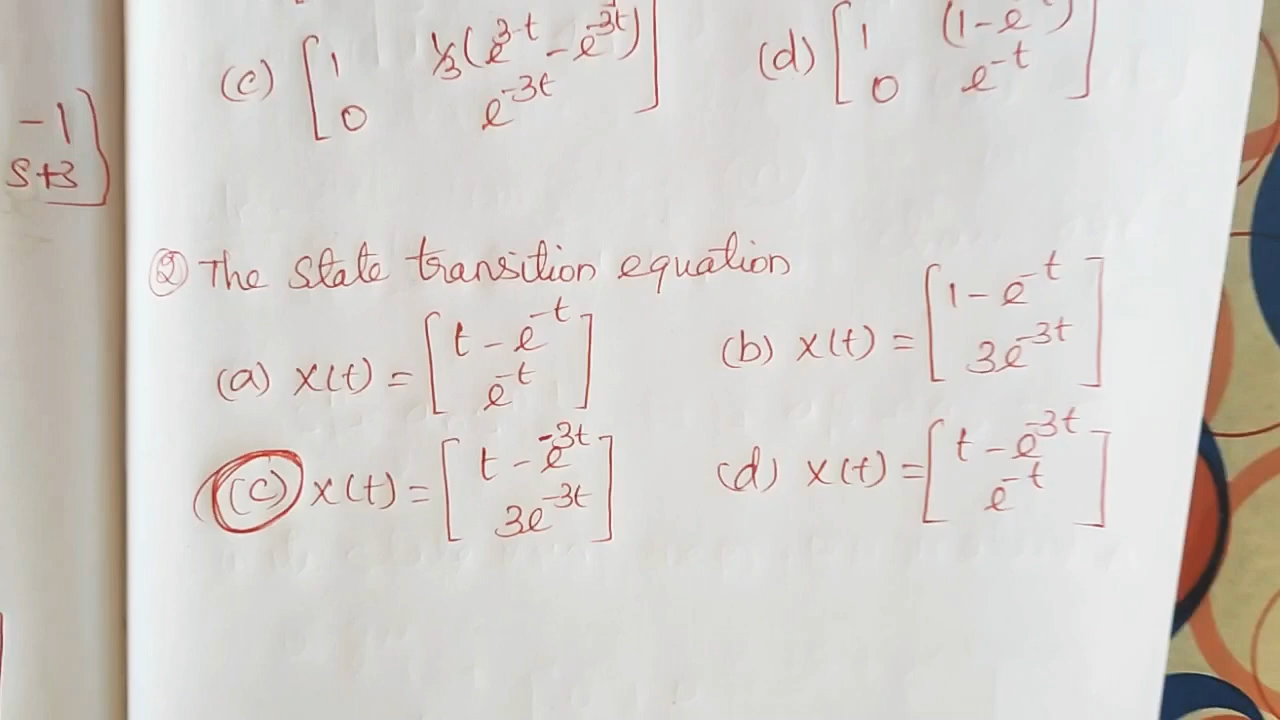 (c) [1 ⅓(e^3-t - e^-3t)] (d) [1 (1-e^-t)]
[0 e^-3t] [0 e^-t]
-1
s+3
② The state transition equation
(a) x(t) = [t - e^-t; e^-t] (b) x(t) = [1 - e^-t; 3e^-3t]
(c) x(t) = [t - e^-3t; 3e^-3t] (d) x(t) = [t - e^-3t; e^-t]